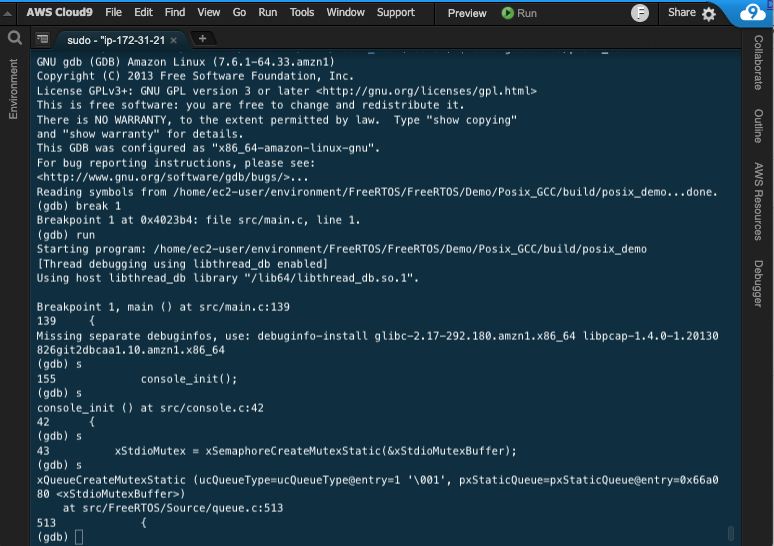 AWS Cloud9 File Edit Find View Go Run Tools Window Support Preview Run F Share 9
sudo - "ip-172-31-21 × +
GNU gdb (GDB) Amazon Linux (7.6.1-64.33.amzn1)
Copyright (C) 2013 Free Software Foundation, Inc.
License GPLv3+: GNU GPL version 3 or later <http://gnu.org/licenses/gpl.html>
This is free software: you are free to change and redistribute it.
There is NO WARRANTY, to the extent permitted by law.  Type "show copying"
and "show warranty" for details.
This GDB was configured as "x86_64-amazon-linux-gnu".
For bug reporting instructions, please see:
<http://www.gnu.org/software/gdb/bugs/>...
Reading symbols from /home/ec2-user/environment/FreeRTOS/FreeRTOS/Demo/Posix_GCC/build/posix_demo...done.
(gdb) break 1
Breakpoint 1 at 0x4023b4: file src/main.c, line 1.
(gdb) run
Starting program: /home/ec2-user/environment/FreeRTOS/FreeRTOS/Demo/Posix_GCC/build/posix_demo
[Thread debugging using libthread_db enabled]
Using host libthread_db library "/lib64/libthread_db.so.1".
Breakpoint 1, main () at src/main.c:139
139     {
Missing separate debuginfos, use: debuginfo-install glibc-2.17-292.180.amzn1.x86_64 libpcap-1.4.0-1.20130
826git2dbcaa1.10.amzn1.x86_64
(gdb) s
155             console_init();
(gdb) s
console_init () at src/console.c:42
42      {
(gdb) s
43          xStdioMutex = xSemaphoreCreateMutexStatic(&xStdioMutexBuffer);
(gdb) s
xQueueCreateMutexStatic (ucQueueType=ucQueueType@entry=1 '\001', pxStaticQueue=pxStaticQueue@entry=0x66a0
80 <xStdioMutexBuffer>)
    at src/FreeRTOS/Source/queue.c:513
513             {
(gdb)
Environment
Collaborate
Outline
AWS Resources
Debugger